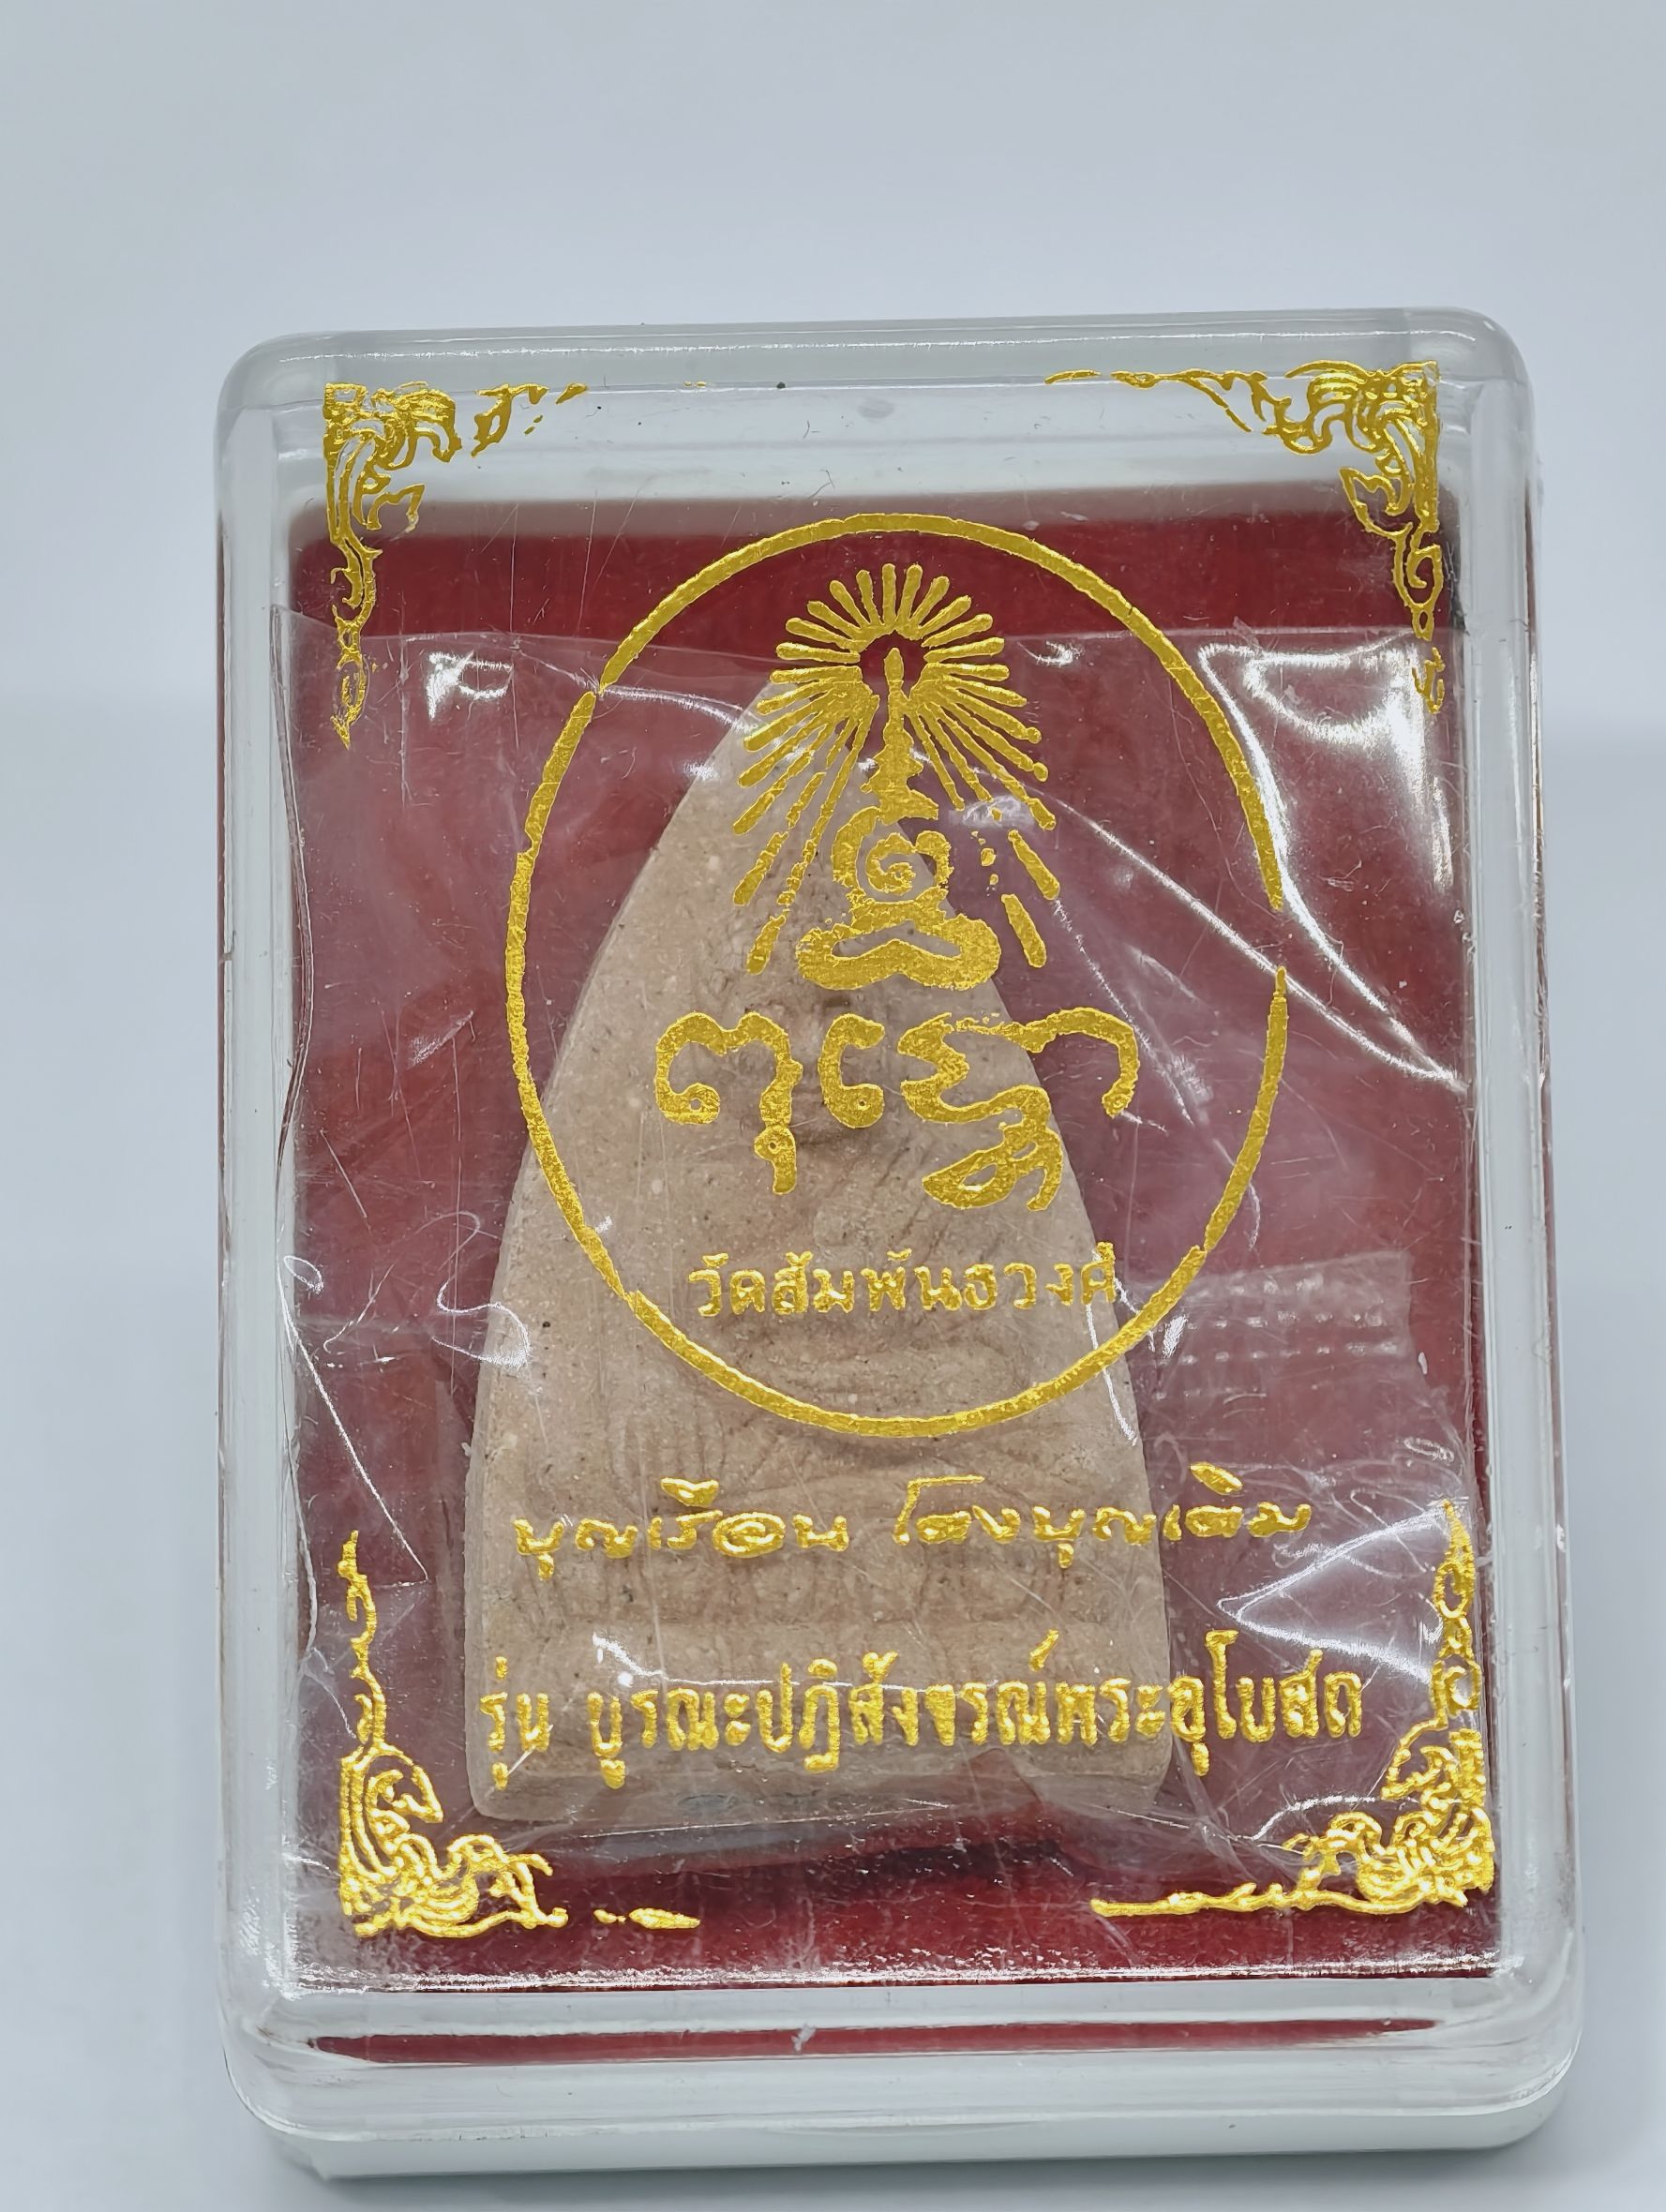 วัดสัมพันธวงศ์
บุญเรือน โตงบุญเติม
รุ่น บูรณะปฏิสังขรณ์พระอุโบสถ